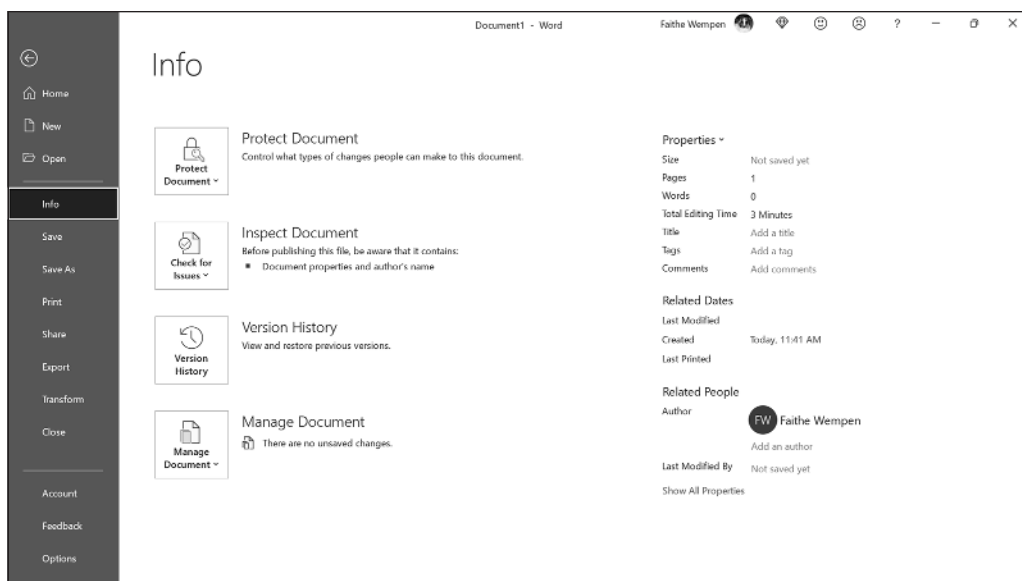 Document1 - Word
Faithe Wempen
?
Info
Home
New
Open
Info
Save
Save As
Print
Share
Export
Transform
Close
Account
Feedback
Options
Protect Document
Protect Document
Control what types of changes people can make to this document.
Check for Issues
Inspect Document
Before publishing this file, be aware that it contains:
Document properties and author's name
Version History
Version History
View and restore previous versions.
Manage Document
Manage Document
There are no unsaved changes.
Properties
Size Not saved yet
Pages 1
Words 0
Total Editing Time 3 Minutes
Title Add a title
Tags Add a tag
Comments Add comments
Related Dates
Last Modified
Created Today, 11:41 AM
Last Printed
Related People
Author FW Faithe Wempen
Add an author
Last Modified By Not saved yet
Show All Properties